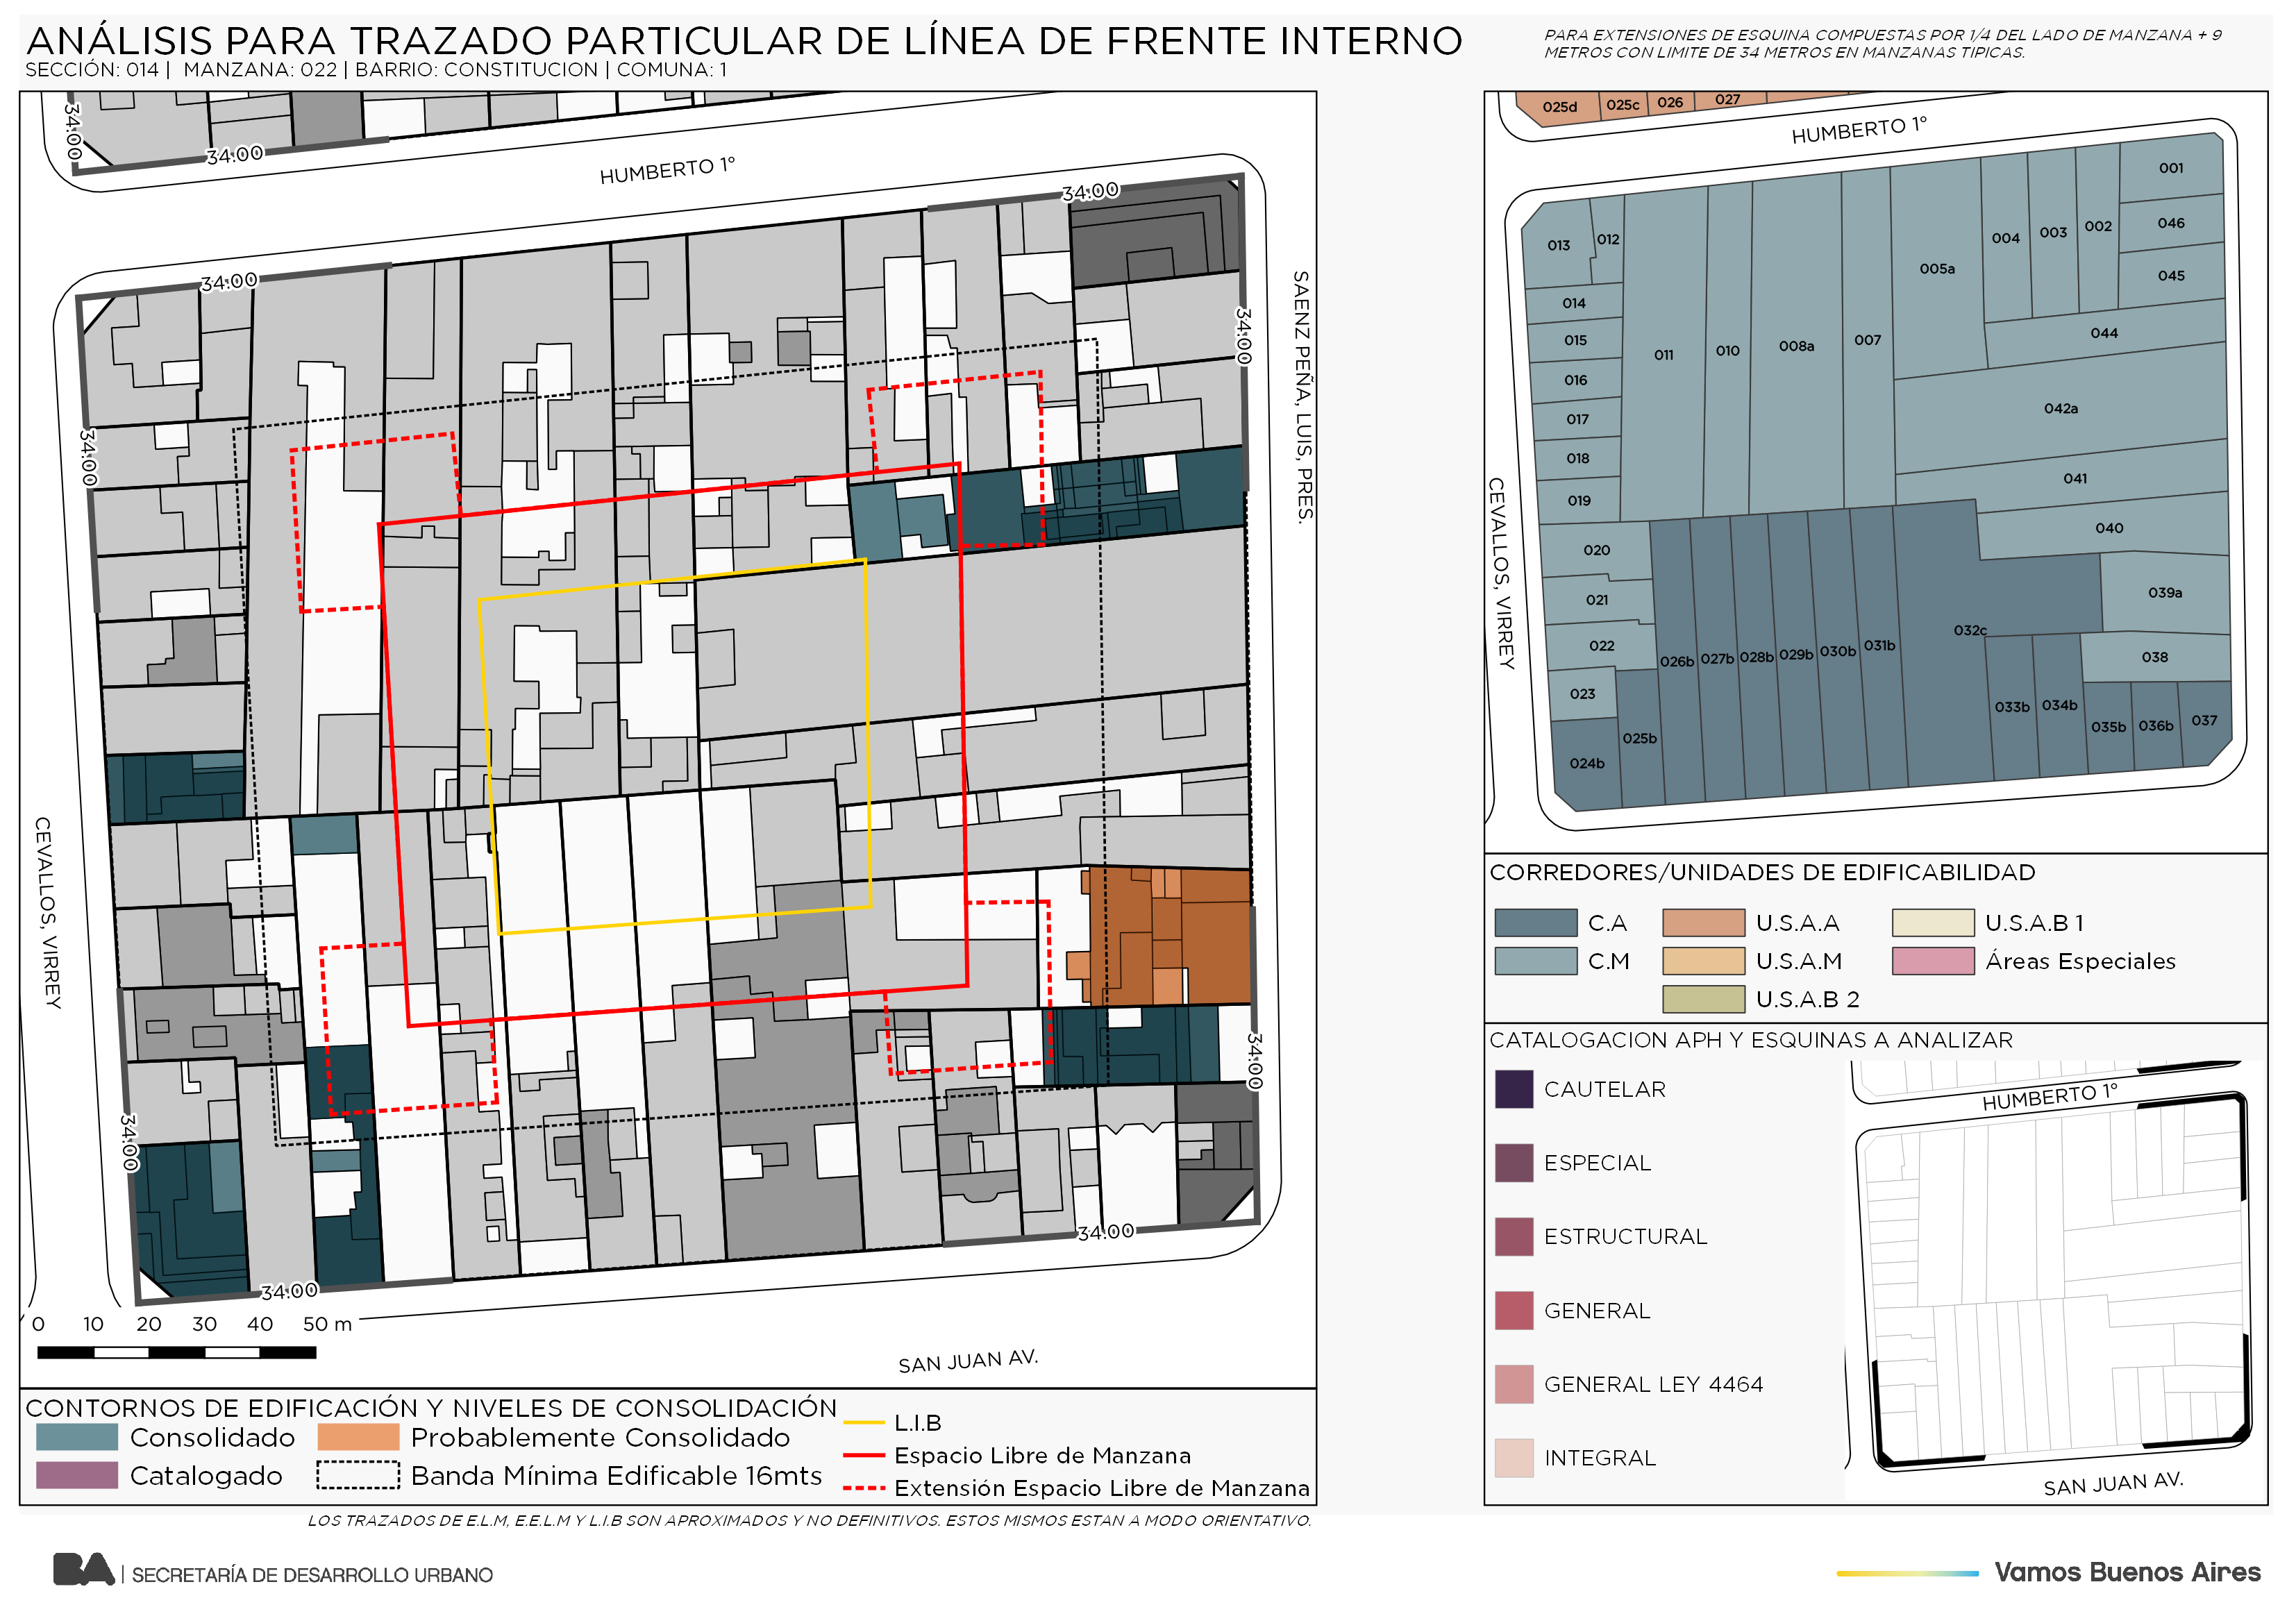 ANÁLISIS PARA TRAZADO PARTICULAR DE LÍNEA DE FRENTE INTERNO
SECCIÓN: 014 | MANZANA: 022 | BARRIO: CONSTITUCION | COMUNA: 1
PARA EXTENSIONES DE ESQUINA COMPUESTAS POR 1/4 DEL LADO DE MANZANA + 9
METROS CON LIMITE DE 34 METROS EN MANZANAS TIPICAS.
34.00
34.00
HUMBERTO 1°
34.00
34.00
34.00
34.00
SAENZ PEÑA, LUIS, PRES.
CEVALLOS, VIRREY
34.00
34.00
34.00
34.00
0 10 20 30 40 50 m
SAN JUAN AV.
CONTORNOS DE EDIFICACIÓN Y NIVELES DE CONSOLIDACIÓN
Consolidado
Probablemente Consolidado
Catalogado
Banda Mínima Edificable 16mts
L.I.B
Espacio Libre de Manzana
Extensión Espacio Libre de Manzana
LOS TRAZADOS DE E.L.M, E.E.L.M Y L.I.B SON APROXIMADOS Y NO DEFINITIVOS. ESTOS MISMOS ESTAN A MODO ORIENTATIVO.
025d
025c
026
027
HUMBERTO 1°
CEVALLOS, VIRREY
001
013
012
004
003
002
046
045
005a
014
015
016
017
018
019
011
010
008a
007
044
042a
041
040
020
021
022
023
024b
025b
026b
027b
028b
029b
030b
031b
032c
039a
038
033b
034b
035b
036b
037
CORREDORES/UNIDADES DE EDIFICABILIDAD
C.A
U.S.A.A
U.S.A.B 1
C.M
U.S.A.M
Áreas Especiales
U.S.A.B 2
CATALOGACION APH Y ESQUINAS A ANALIZAR
CAUTELAR
ESPECIAL
ESTRUCTURAL
GENERAL
GENERAL LEY 4464
INTEGRAL
HUMBERTO 1°
SAN JUAN AV.
BA | SECRETARÍA DE DESARROLLO URBANO
Vamos Buenos Aires